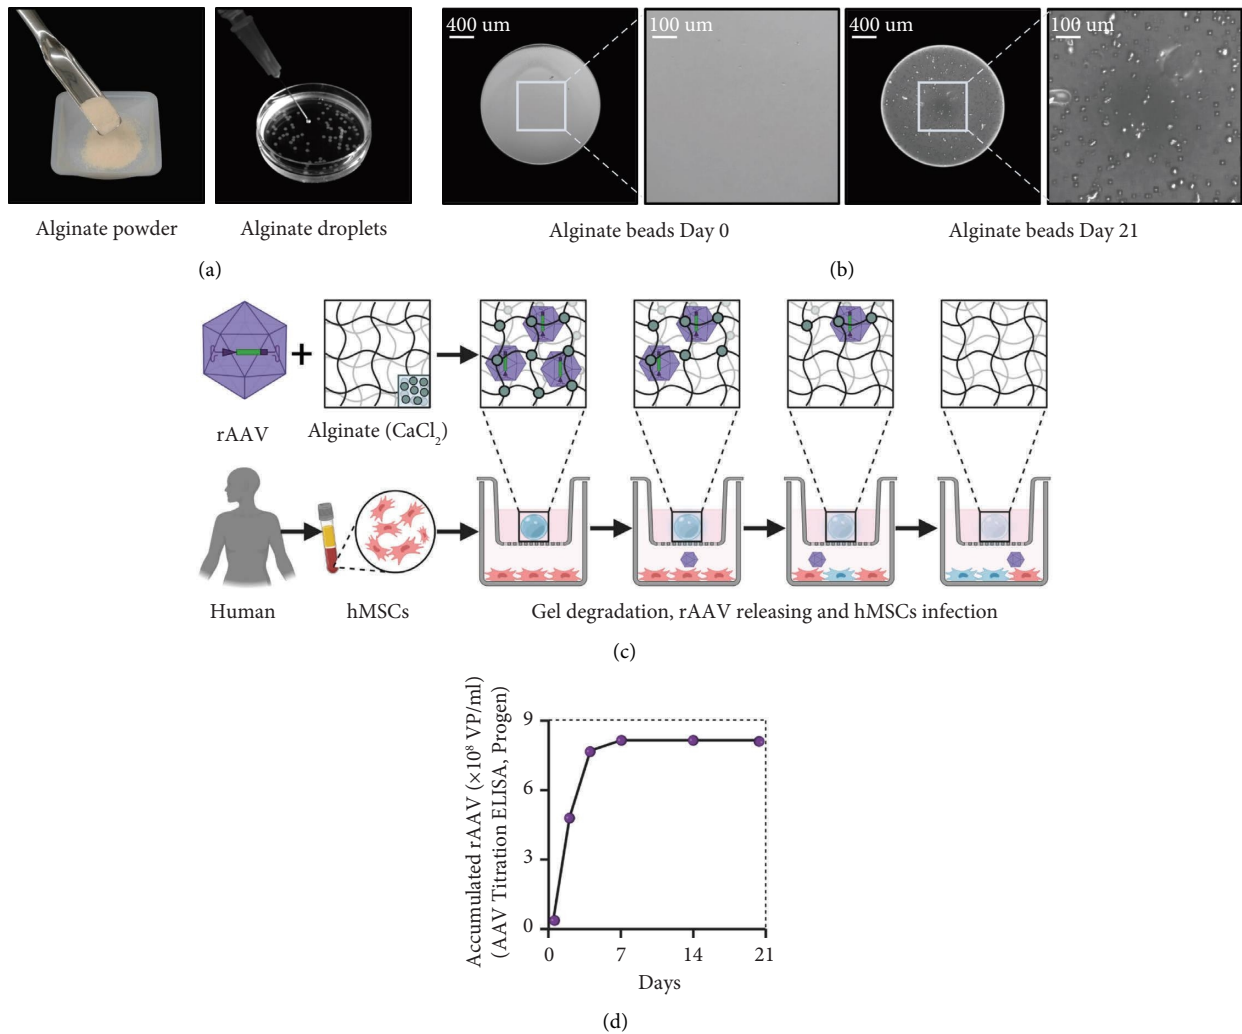 400 um
100 um
400 um
100 um
Alginate powder
Alginate droplets
Alginate beads Day 0
Alginate beads Day 21
(a)
(b)
rAAV
Alginate (CaCl₂)
Human
hMSCs
Gel degradation, rAAV releasing and hMSCs infection
(c)
Accumulated rAAV (×10⁸ VP/ml)
(AAV Titration ELISA, Progen)
9
6
3
0
0
7
14
21
Days
(d)